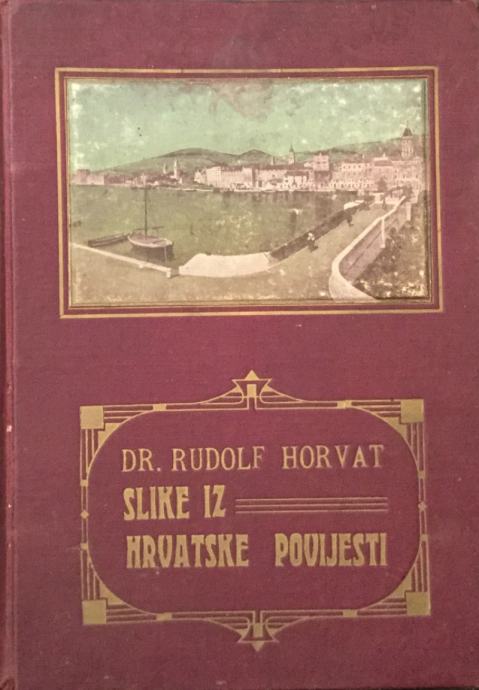 DR. RUDOLF HORVAT
SLIKE IZ
HRVATSKE POVIJESTI